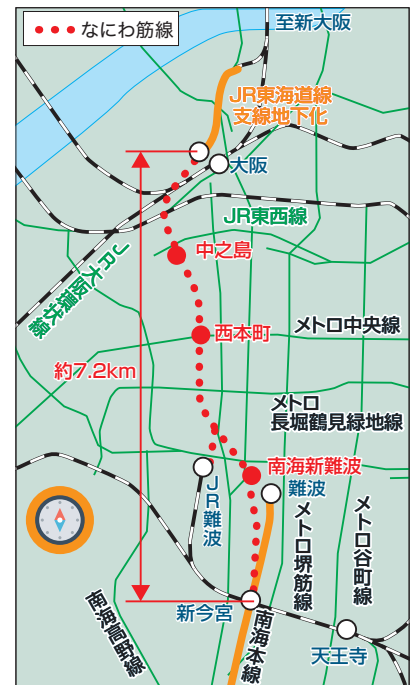 なにわ筋線
至新大阪
JR東海道線
支線地下化
大阪
JR東西線
中之島
JR大阪環状線
西本町
メトロ中央線
約7.2km
メトロ
長堀鶴見緑地線
南海新難波
難波
JR難波
メトロ堺筋線
メトロ谷町線
新今宮
南海高野線
南海本線
天王寺